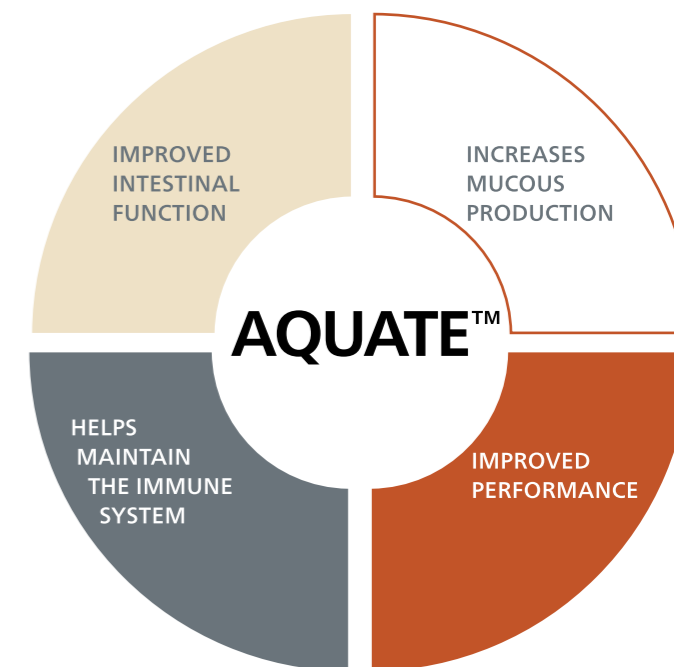 IMPROVED
INTESTINAL
FUNCTION
INCREASES
MUCOUS
PRODUCTION
AQUATE™
HELPS
MAINTAIN
THE IMMUNE
SYSTEM
IMPROVED
PERFORMANCE